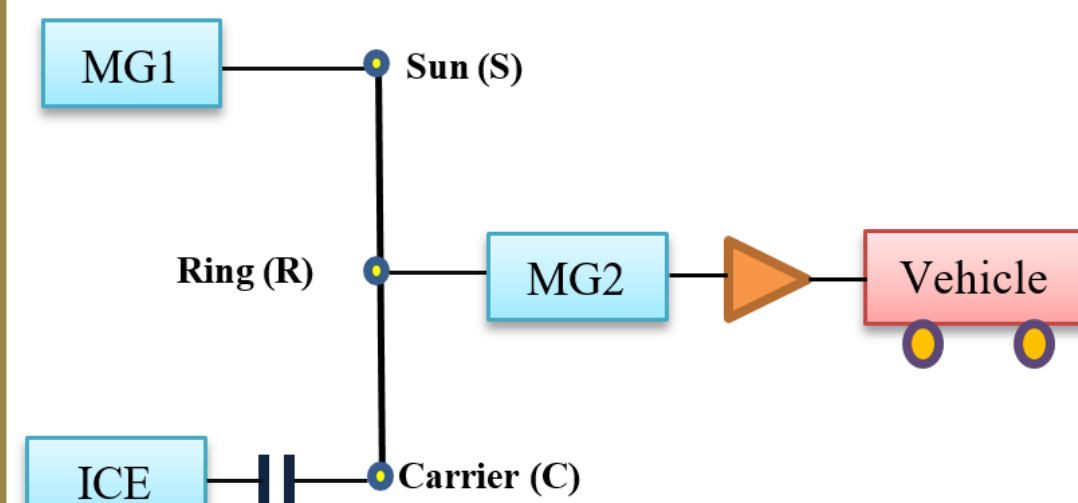 MG1
Sun (S)
Ring (R)
MG2
Vehicle
ICE
Carrier (C)